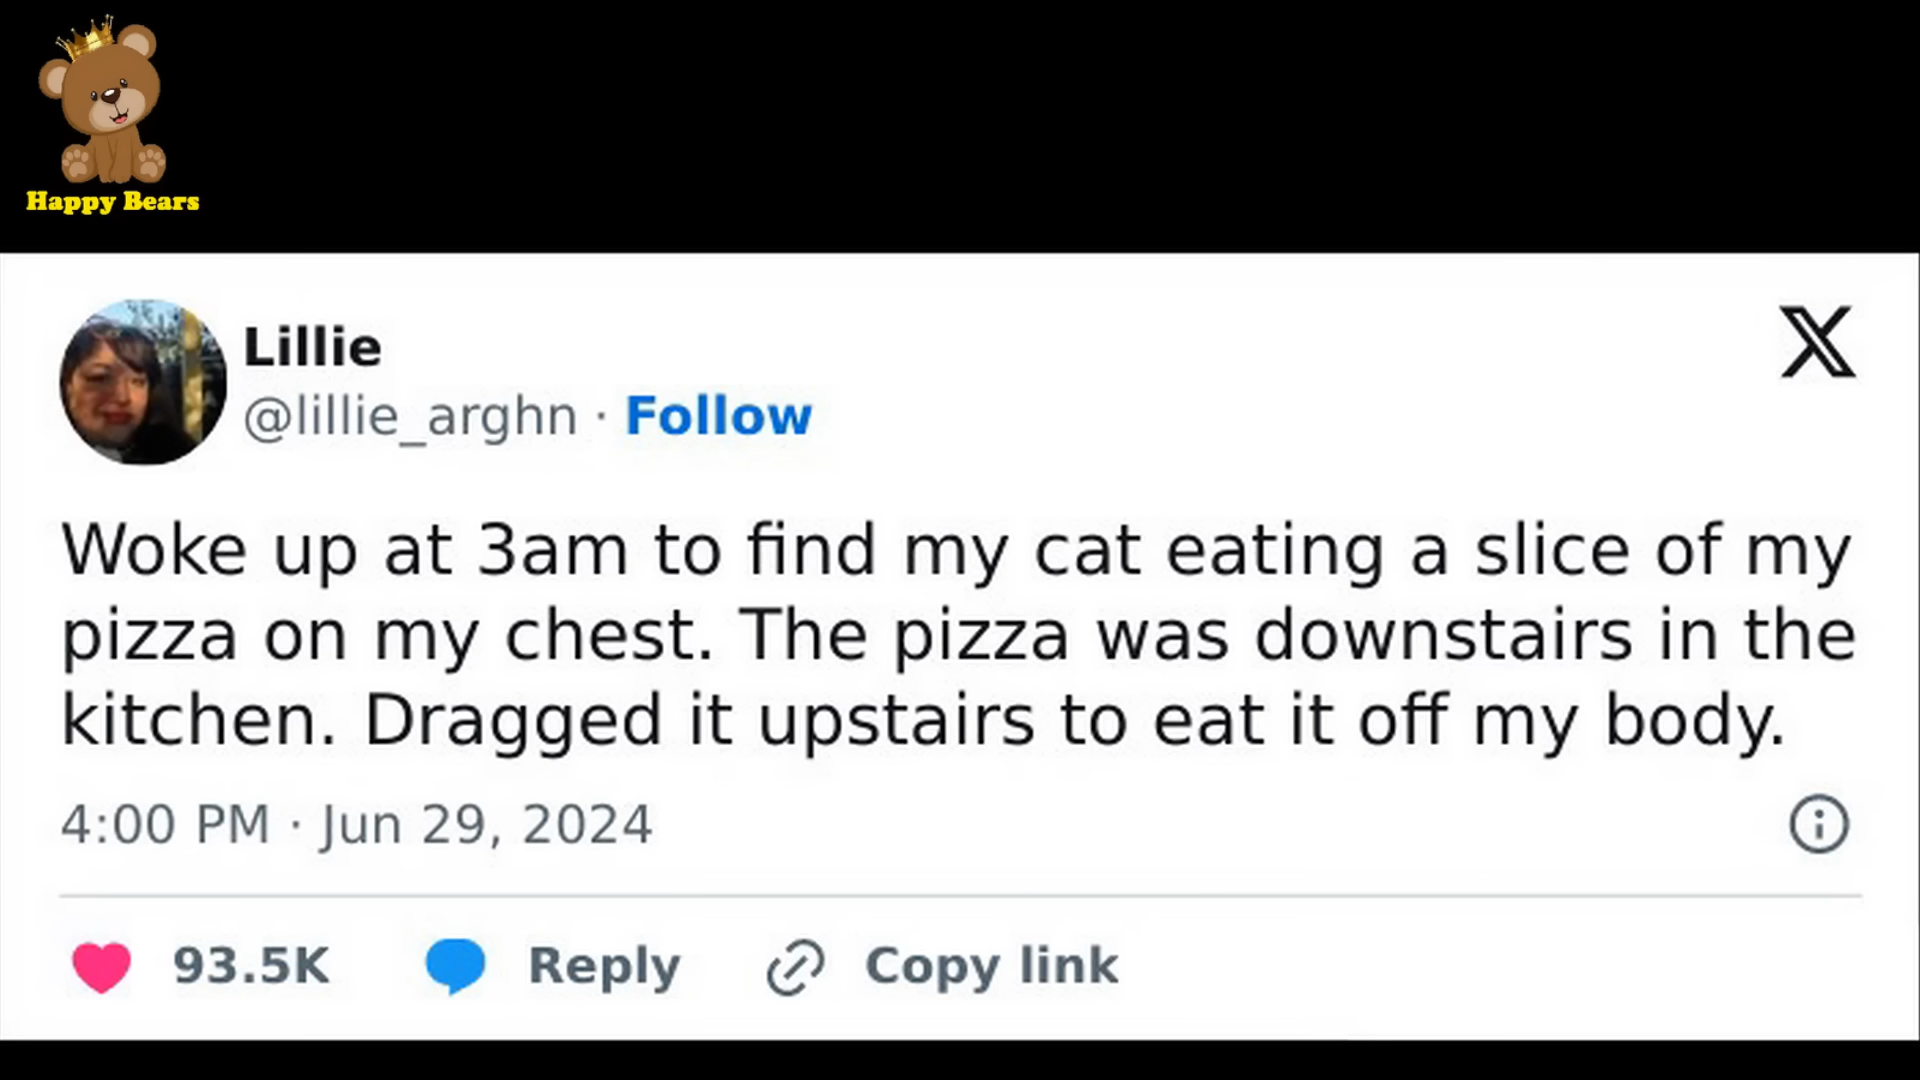 Happy Bears
Lillie
@lillie_arghn · Follow
Woke up at 3am to find my cat eating a slice of my
pizza on my chest. The pizza was downstairs in the
kitchen. Dragged it upstairs to eat it off my body.
4:00 PM · Jun 29, 2024
93.5K Reply Copy link